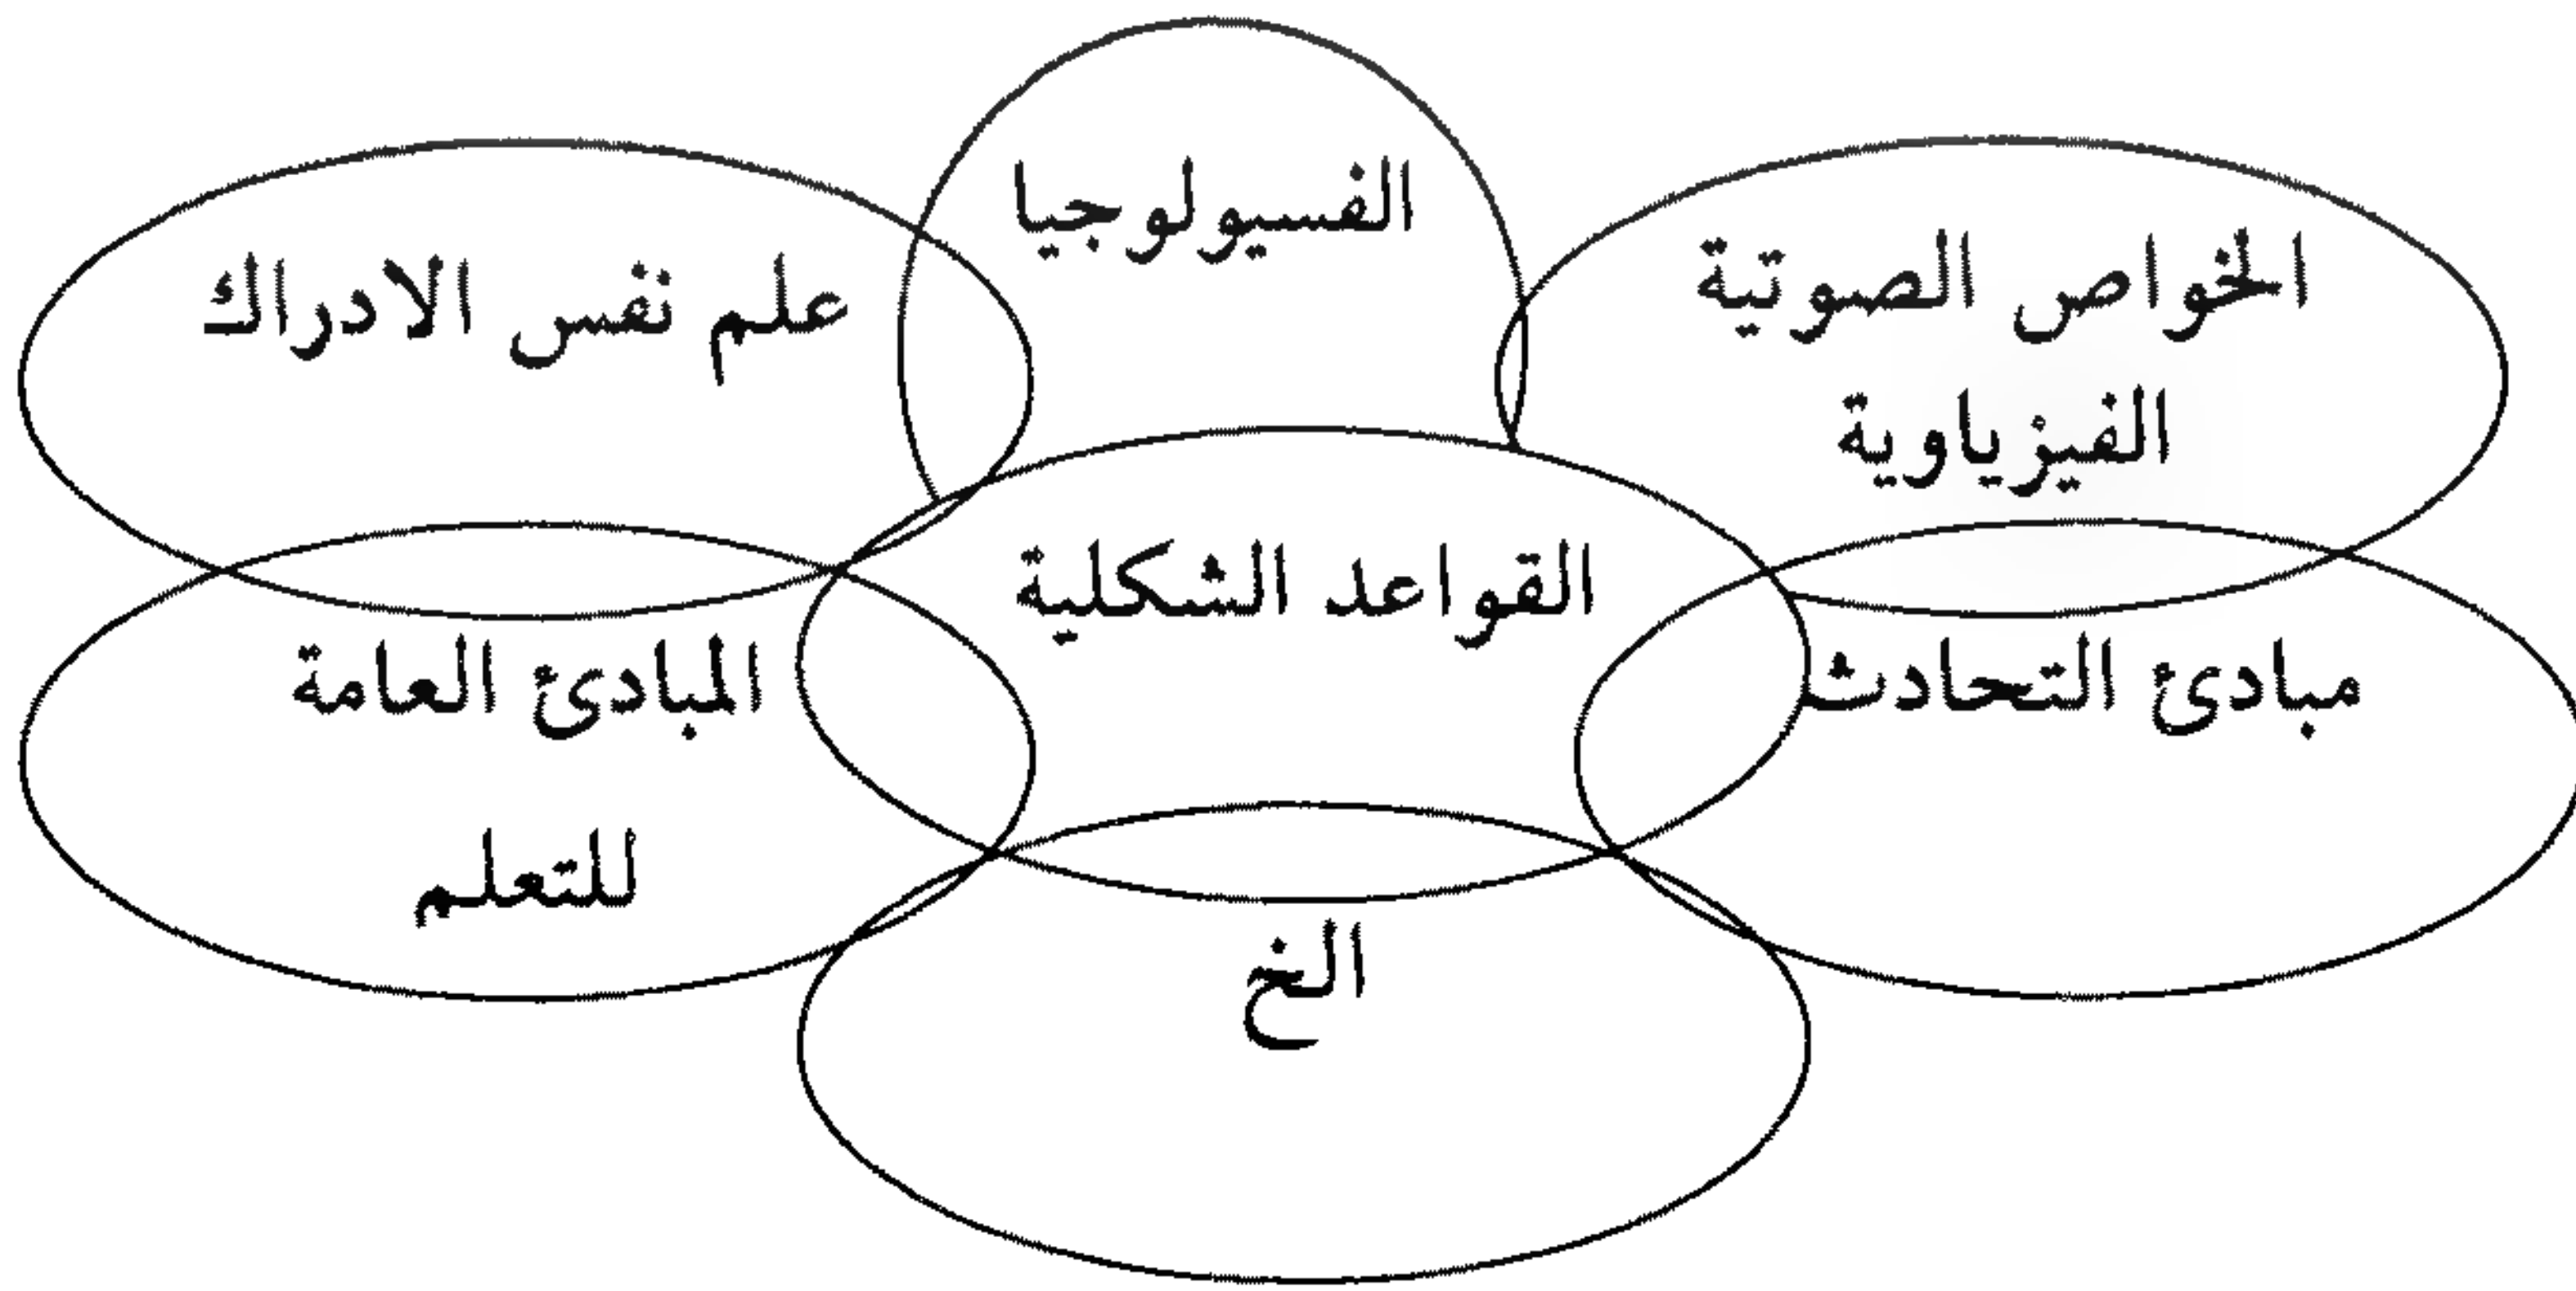 الفسيولوجيا
الخواص الصوتية
الفيزياوية
علم نفس الادراك
القواعد الشكلية
مبادئ التحادث
المبادئ العامة
للتعلم
الخ